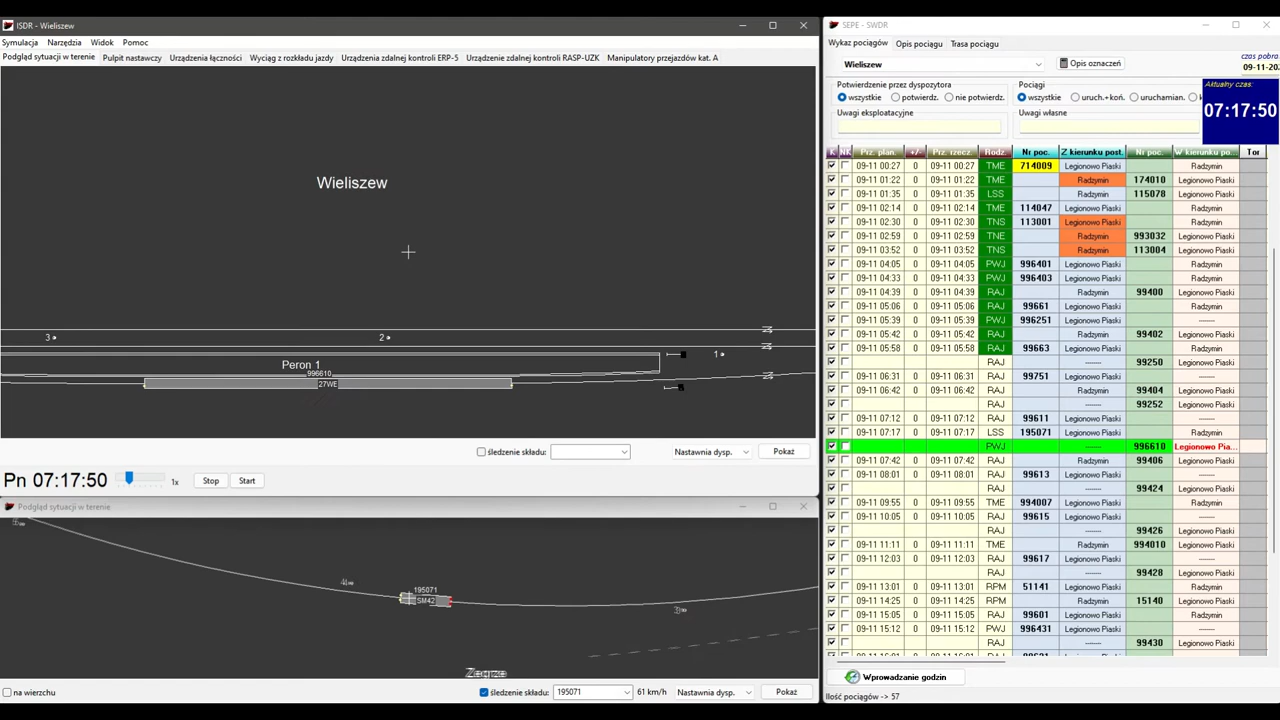 ISDR - Wieliszew
Symulacja Narzędzia Widok Pomoc
Podgląd sytuacji w terenie Pulpit nastawczy Urządzenia łączności Wyciąg z rozkładu jazdy Urządzenia zdalnej kontroli ERP-5 Urządzenie zdalnej kontroli RASP-UZK Manipulatory przejazdów kat. A
Wieliszew
3
2
Peron 1
1
996610
27WE
śledzenie składu:
Nastawnia dysp.
Pokaż
Pn 07:17:50
1x
Stop
Start
Podgląd sytuacji w terenie
195071
SM42
Zegrze
na wierzchu
śledzenie składu:
195071
61 km/h
Nastawnia dysp.
Pokaż
SEPE - SWDR
Wykaz pociągów Opis pociągu Trasa pociągu
Wieliszew
Opis oznaczeń
czas pobra
09-11-20
Potwierdzenie przez dyspozytora
wszystkie potwierdz. nie potwierdz.
Pociągi
wszystkie uruch.+koń. uruchamian.
Aktualny czas:
07:17:50
Uwagi eksploatacyjne
Uwagi własne
K NK Prz. plan. +/- Prz. rzecz. Rodz. Nr poc. Z kierunku post. Nr poc. W kierunku po... Tor
09-11 00:27 0 09-11 00:27 TME 714009 Legionowo Piaski Radzymin
09-11 01:22 0 09-11 01:22 TME Radzymin 174010 Legionowo Piaski
09-11 01:35 0 09-11 01:35 LSS Radzymin 115078 Legionowo Piaski
09-11 02:14 0 09-11 02:14 TME 114047 Legionowo Piaski Radzymin
09-11 02:30 0 09-11 02:30 TNS 113001 Legionowo Piaski Radzymin
09-11 02:59 0 09-11 02:59 TNE Radzymin 993032 Legionowo Piaski
09-11 03:52 0 09-11 03:52 TNS Radzymin 113004 Legionowo Piaski
09-11 04:05 0 09-11 04:05 PWJ 996401 Legionowo Piaski Radzymin
09-11 04:33 0 09-11 04:33 PWJ 996403 Legionowo Piaski Radzymin
09-11 04:39 0 09-11 04:39 RAJ Radzymin 99400 Legionowo Piaski
09-11 05:06 0 09-11 05:06 RAJ 99661 Legionowo Piaski Radzymin
09-11 05:39 0 09-11 05:39 PWJ 996251 Legionowo Piaski -------
09-11 05:42 0 09-11 05:42 RAJ Radzymin 99402 Legionowo Piaski
09-11 05:58 0 09-11 05:58 RAJ 99663 Legionowo Piaski Radzymin
RAJ ------- 99250 Legionowo Piaski
09-11 06:31 0 09-11 06:31 RAJ 99751 Legionowo Piaski Radzymin
09-11 06:42 0 09-11 06:42 RAJ Radzymin 99404 Legionowo Piaski
RAJ ------- 99252 Legionowo Piaski
09-11 07:12 0 09-11 07:12 RAJ 99611 Legionowo Piaski -------
09-11 07:17 0 09-11 07:17 LSS 195071 Legionowo Piaski Radzymin
PWJ ------- 996610 Legionowo Pia...
09-11 07:42 0 09-11 07:42 RAJ Radzymin 99406 Legionowo Piaski
09-11 08:01 0 09-11 08:01 RAJ 99613 Legionowo Piaski -------
RAJ ------- 99424 Legionowo Piaski
09-11 09:55 0 09-11 09:55 TME 994007 Legionowo Piaski Radzymin
09-11 10:05 0 09-11 10:05 RAJ 99615 Legionowo Piaski -------
RAJ ------- 99426 Legionowo Piaski
09-11 11:11 0 09-11 11:11 TME Radzymin 994010 Legionowo Piaski
09-11 12:03 0 09-11 12:03 RAJ 99617 Legionowo Piaski -------
RAJ ------- 99428 Legionowo Piaski
09-11 13:01 0 09-11 13:01 RPM 51141 Legionowo Piaski Radzymin
09-11 14:25 0 09-11 14:25 RPM Radzymin 15140 Legionowo Piaski
09-11 15:05 0 09-11 15:05 RAJ 99601 Legionowo Piaski Radzymin
09-11 15:12 0 09-11 15:12 PWJ 996431 Legionowo Piaski -------
RAJ ------- 99430 Legionowo Piaski
Wprowadzanie godzin
Ilość pociągów -> 57